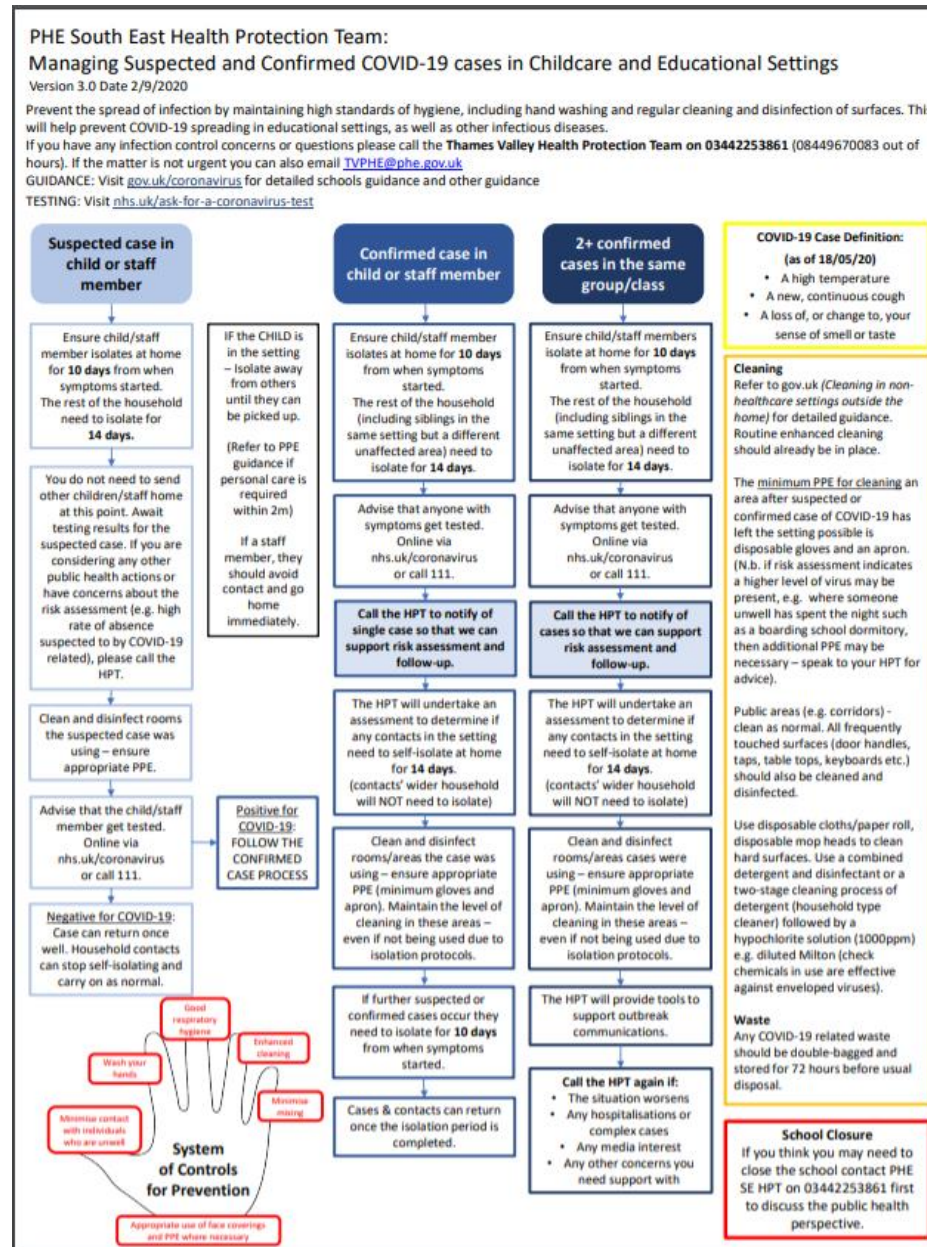 PHE South East Health Protection Team:
Managing Suspected and Confirmed COVID-19 cases in Childcare and Educational Settings
Version 3.0 Date 2/9/2020
Prevent the spread of infection by maintaining high standards of hygiene, including hand washing and regular cleaning and disinfection of surfaces. This
will help prevent COVID-19 spreading in educational settings, as well as other infectious diseases.
If you have any infection control concerns or questions please call the Thames Valley Health Protection Team on 03442253861 (08449670083 out of
hours). If the matter is not urgent you can also email TVPHE@phe.gov.uk
GUIDANCE: Visit gov.uk/coronavirus for detailed schools guidance and other guidance
TESTING: Visit nhs.uk/ask-for-a-coronavirus-test
Suspected case in
child or staff
member
Ensure child/staff
member isolates at home
for 10 days from when
symptoms started.
The rest of the household
need to isolate for
14 days.
You do not need to send
other children/staff home
at this point. Await
testing results for the
suspected case. If you are
considering any other
public health actions or
have concerns about the
risk assessment (e.g. high
rate of absence
suspected to by COVID-19
related), please call the
HPT.
Clean and disinfect rooms
the suspected case was
using – ensure
appropriate PPE.
Advise that the child/staff
member get tested.
Online via
nhs.uk/coronavirus
or call 111.
Negative for COVID-19:
Case can return once
well. Household contacts
can stop self-isolating and
carry on as normal.
IF the CHILD is
in the setting
– Isolate away
from others
until they can
be picked up.
(Refer to PPE
guidance if
personal care is
required
within 2m)
If a staff
member, they
should avoid
contact and go
home
immediately.
Positive for
COVID-19:
FOLLOW THE
CONFIRMED
CASE PROCESS
Confirmed case in
child or staff member
Ensure child/staff member
isolates at home for 10 days
from when symptoms
started.
The rest of the household
(including siblings in the
same setting but a different
unaffected area) need to
isolate for 14 days.
Advise that anyone with
symptoms get tested.
Online via
nhs.uk/coronavirus
or call 111.
Call the HPT to notify of
single case so that we can
support risk assessment and
follow-up.
The HPT will undertake an
assessment to determine if
any contacts in the setting
need to self-isolate at home
for 14 days.
(contacts' wider household
will NOT need to isolate)
Clean and disinfect
rooms/areas the case was
using – ensure appropriate
PPE (minimum gloves and
apron). Maintain the level of
cleaning in these areas –
even if not being used due to
isolation protocols.
If further suspected or
confirmed cases occur they
need to isolate for 10 days
from when symptoms
started.
Cases & contacts can return
once the isolation period is
completed.
2+ confirmed
cases in the same
group/class
Ensure child/staff members
isolate at home for 10 days
from when symptoms
started.
The rest of the household
(including siblings in the
same setting but a different
unaffected area) need to
isolate for 14 days.
Advise that anyone with
symptoms get tested.
Online via
nhs.uk/coronavirus
or call 111.
Call the HPT to notify of
cases so that we can support
risk assessment and
follow-up.
The HPT will undertake an
assessment to determine if
any contacts in the setting
need to self-isolate at home
for 14 days.
(contacts' wider household
will NOT need to isolate)
Clean and disinfect
rooms/areas cases were
using – ensure appropriate
PPE (minimum gloves and
apron). Maintain the level of
cleaning in these areas –
even if not being used due to
isolation protocols.
The HPT will provide tools to
support outbreak
communications.
Call the HPT again if:
• The situation worsens
• Any hospitalisations or
complex cases
• Any media interest
• Any other concerns you
need support with
COVID-19 Case Definition:
(as of 18/05/20)
• A high temperature
• A new, continuous cough
• A loss of, or change to, your
sense of smell or taste
Cleaning
Refer to gov.uk (Cleaning in non-
healthcare settings outside the
home) for detailed guidance.
Routine enhanced cleaning
should already be in place.
The minimum PPE for cleaning an
area after suspected or
confirmed case of COVID-19 has
left the setting possible is
disposable gloves and an apron.
(N.b. if risk assessment indicates
a higher level of virus may be
present, e.g. where someone
unwell has spent the night such
as a boarding school dormitory,
then additional PPE may be
necessary – speak to your HPT for
advice).
Public areas (e.g. corridors) -
clean as normal. All frequently
touched surfaces (door handles,
taps, table tops, keyboards etc.)
should also be cleaned and
disinfected.
Use disposable cloths/paper roll,
disposable mop heads to clean
hard surfaces. Use a combined
detergent and disinfectant or a
two-stage cleaning process of
detergent (household type
cleaner) followed by a
hypochlorite solution (1000ppm)
e.g. diluted Milton (check
chemicals in use are effective
against enveloped viruses).
Waste
Any COVID-19 related waste
should be double-bagged and
stored for 72 hours before usual
disposal.
School Closure
If you think you may need to
close the school contact PHE
SE HPT on 03442253861 first
to discuss the public health
perspective.
Good
respiratory
hygiene
Enhanced
cleaning
Wash your
hands
Minimise
mixing
Minimise contact
with individuals
who are unwell
System
of Controls
for Prevention
Appropriate use of face coverings
and PPE where necessary